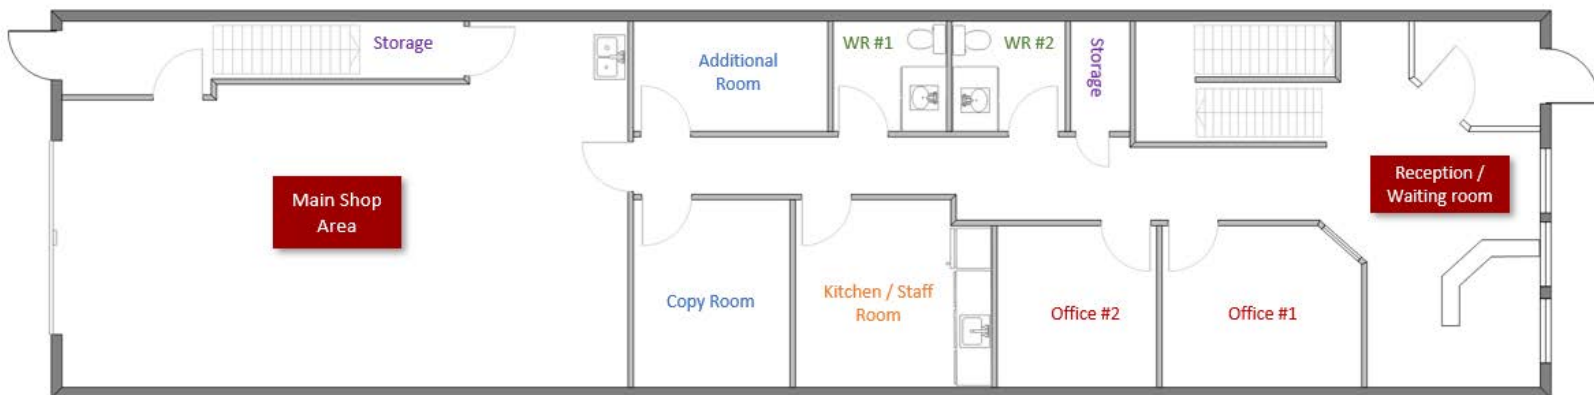 Storage
Additional
Room
WR #1
WR #2
Storage
Main Shop
Area
Reception /
Waiting room
Copy Room
Kitchen / Staff
Room
Office #2
Office #1